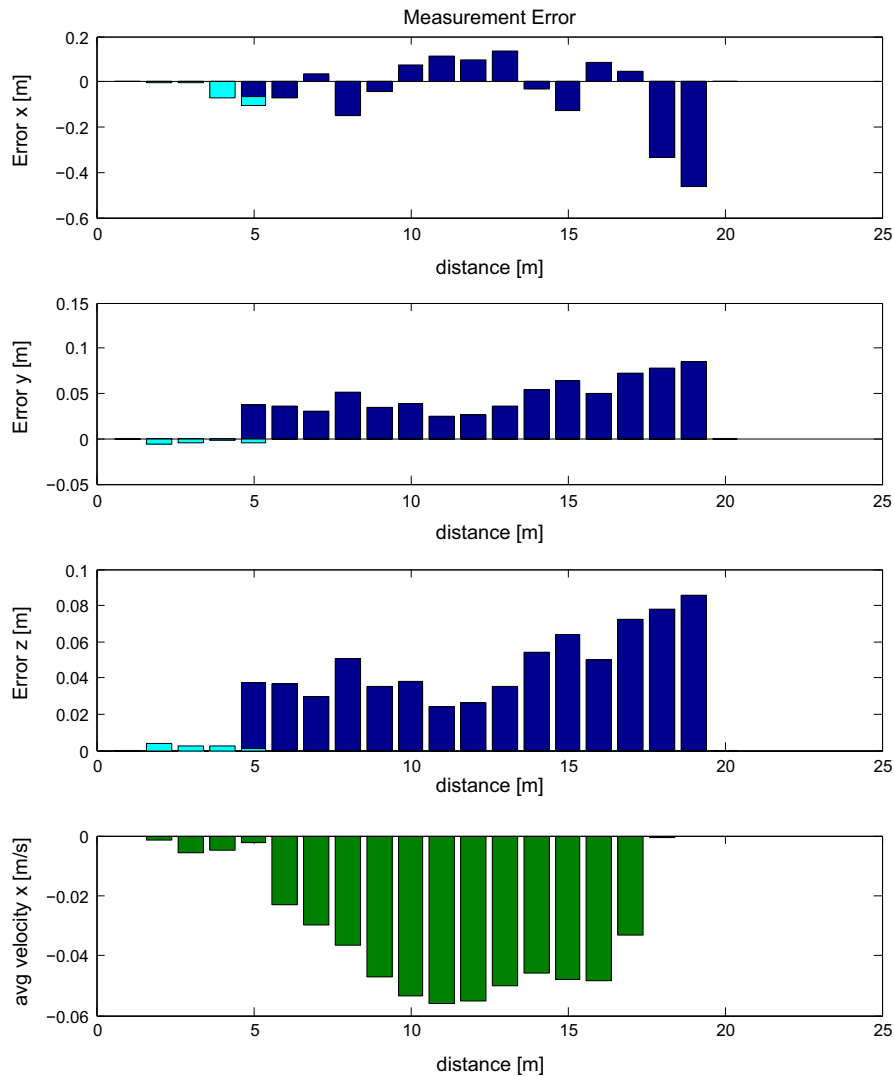 Measurement Error
0.2
0
−0.2
−0.4
−0.6
Error x [m]
0 5 10 15 20 25
distance [m]
0.15
0.1
0.05
0
−0.05
Error y [m]
0 5 10 15 20 25
distance [m]
0.1
0.08
0.06
0.04
0.02
0
Error z [m]
0 5 10 15 20 25
distance [m]
0
−0.02
−0.04
−0.06
avg velocity x [m/s]
0 5 10 15 20 25
distance [m]